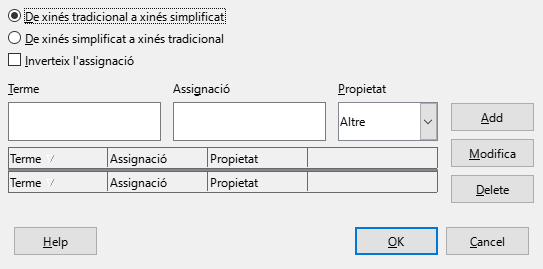 De xinés tradicional a xinés simplificat
De xinés simplificat a xinés tradicional
Inverteix l'assignació
Terme Assignació Propietat
Altre
Add
Terme Assignació Propietat
Modifica
Terme Assignació Propietat
Delete
Help OK Cancel